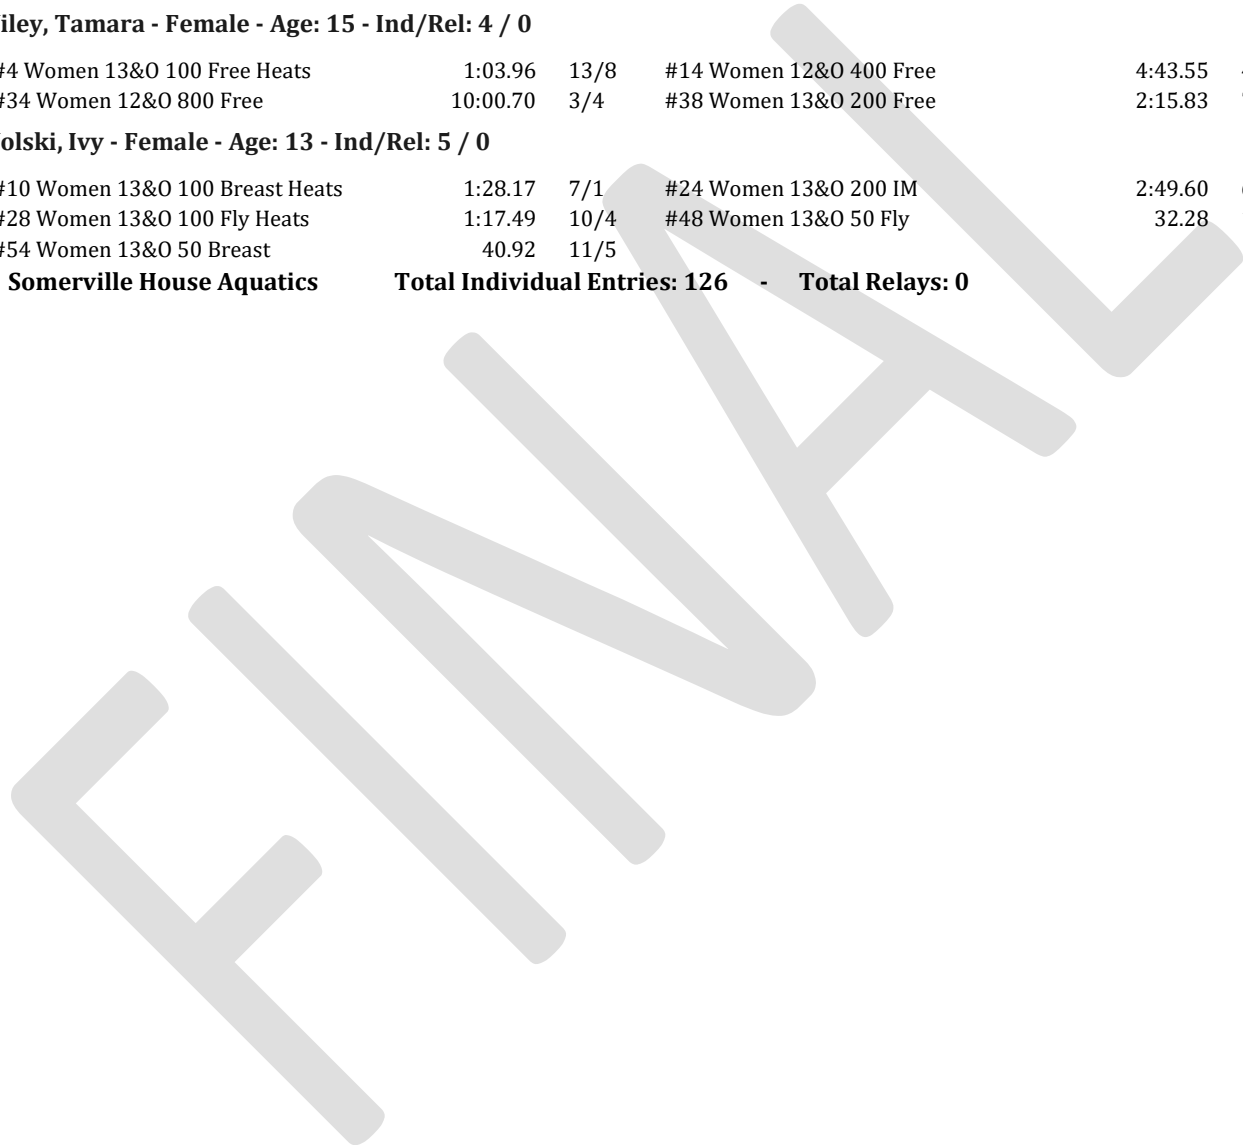 iley, Tamara - Female - Age: 15 - Ind/Rel: 4 / 0
#4 Women 13&O 100 Free Heats 1:03.96 13/8 #14 Women 12&O 400 Free 4:43.55
#34 Women 12&O 800 Free 10:00.70 3/4 #38 Women 13&O 200 Free 2:15.83
olski, Ivy - Female - Age: 13 - Ind/Rel: 5 / 0
#10 Women 13&O 100 Breast Heats 1:28.17 7/1 #24 Women 13&O 200 IM 2:49.60
#28 Women 13&O 100 Fly Heats 1:17.49 10/4 #48 Women 13&O 50 Fly 32.28
#54 Women 13&O 50 Breast 40.92 11/5
Somerville House Aquatics Total Individual Entries: 126 - Total Relays: 0
FINAL